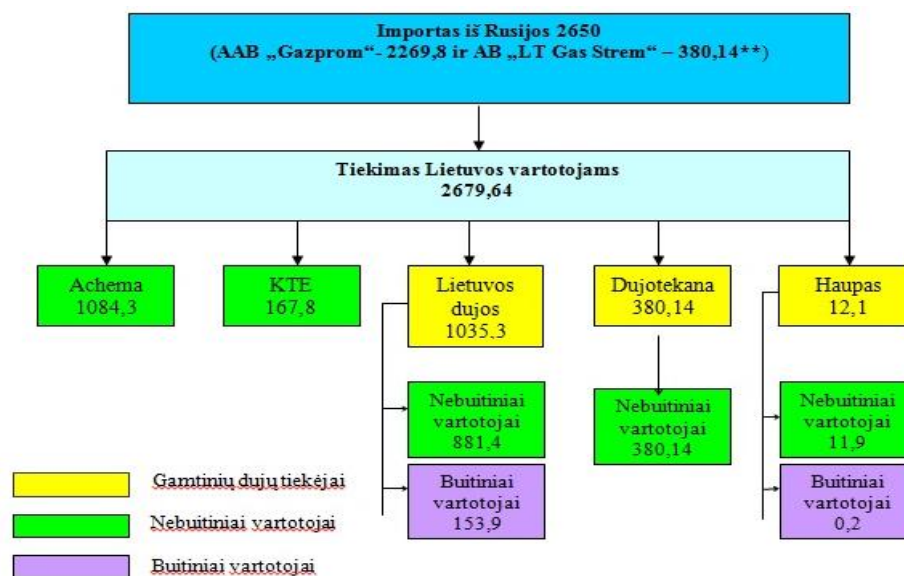 Importas iš Rusijos 2650
(AAB „Gazprom“- 2269,8 ir AB „LT Gas Strem“ – 380,14**)
Tiekimas Lietuvos vartotojams
2679,64
Achema
1084,3
KTE
167,8
Lietuvos
dujos
1035,3
Dujotekana
380,14
Haupas
12,1
Nebuitiniai
vartotojai
881,4
Nebuitiniai
vartotojai
380,14
Nebuitiniai
vartotojai
11,9
Buitiniai
vartotojai
153,9
Buitiniai
vartotojai
0,2
Gamtinių dujų tiekėjai
Nebuitiniai vartotojai
Buitiniai vartotojai